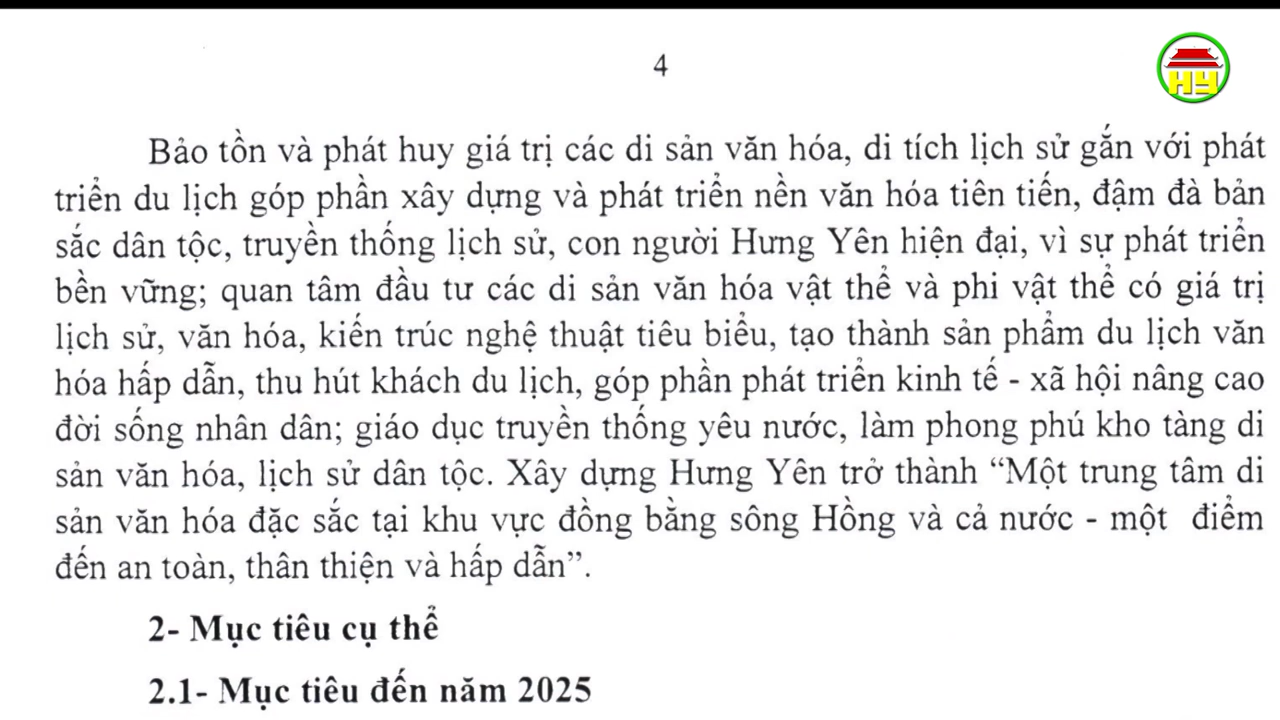 4
HY
Bảo tồn và phát huy giá trị các di sản văn hóa, di tích lịch sử gắn với phát
triển du lịch góp phần xây dựng và phát triển nền văn hóa tiên tiến, đậm đà bản
sắc dân tộc, truyền thống lịch sử, con người Hưng Yên hiện đại, vì sự phát triển
bền vững; quan tâm đầu tư các di sản văn hóa vật thể và phi vật thể có giá trị
lịch sử, văn hóa, kiến trúc nghệ thuật tiêu biểu, tạo thành sản phẩm du lịch văn
hóa hấp dẫn, thu hút khách du lịch, góp phần phát triển kinh tế - xã hội nâng cao
đời sống nhân dân; giáo dục truyền thống yêu nước, làm phong phú kho tàng di
sản văn hóa, lịch sử dân tộc. Xây dựng Hưng Yên trở thành “Một trung tâm di
sản văn hóa đặc sắc tại khu vực đồng bằng sông Hồng và cả nước - một điểm
đến an toàn, thân thiện và hấp dẫn”.
2- Mục tiêu cụ thể
2.1- Mục tiêu đến năm 2025